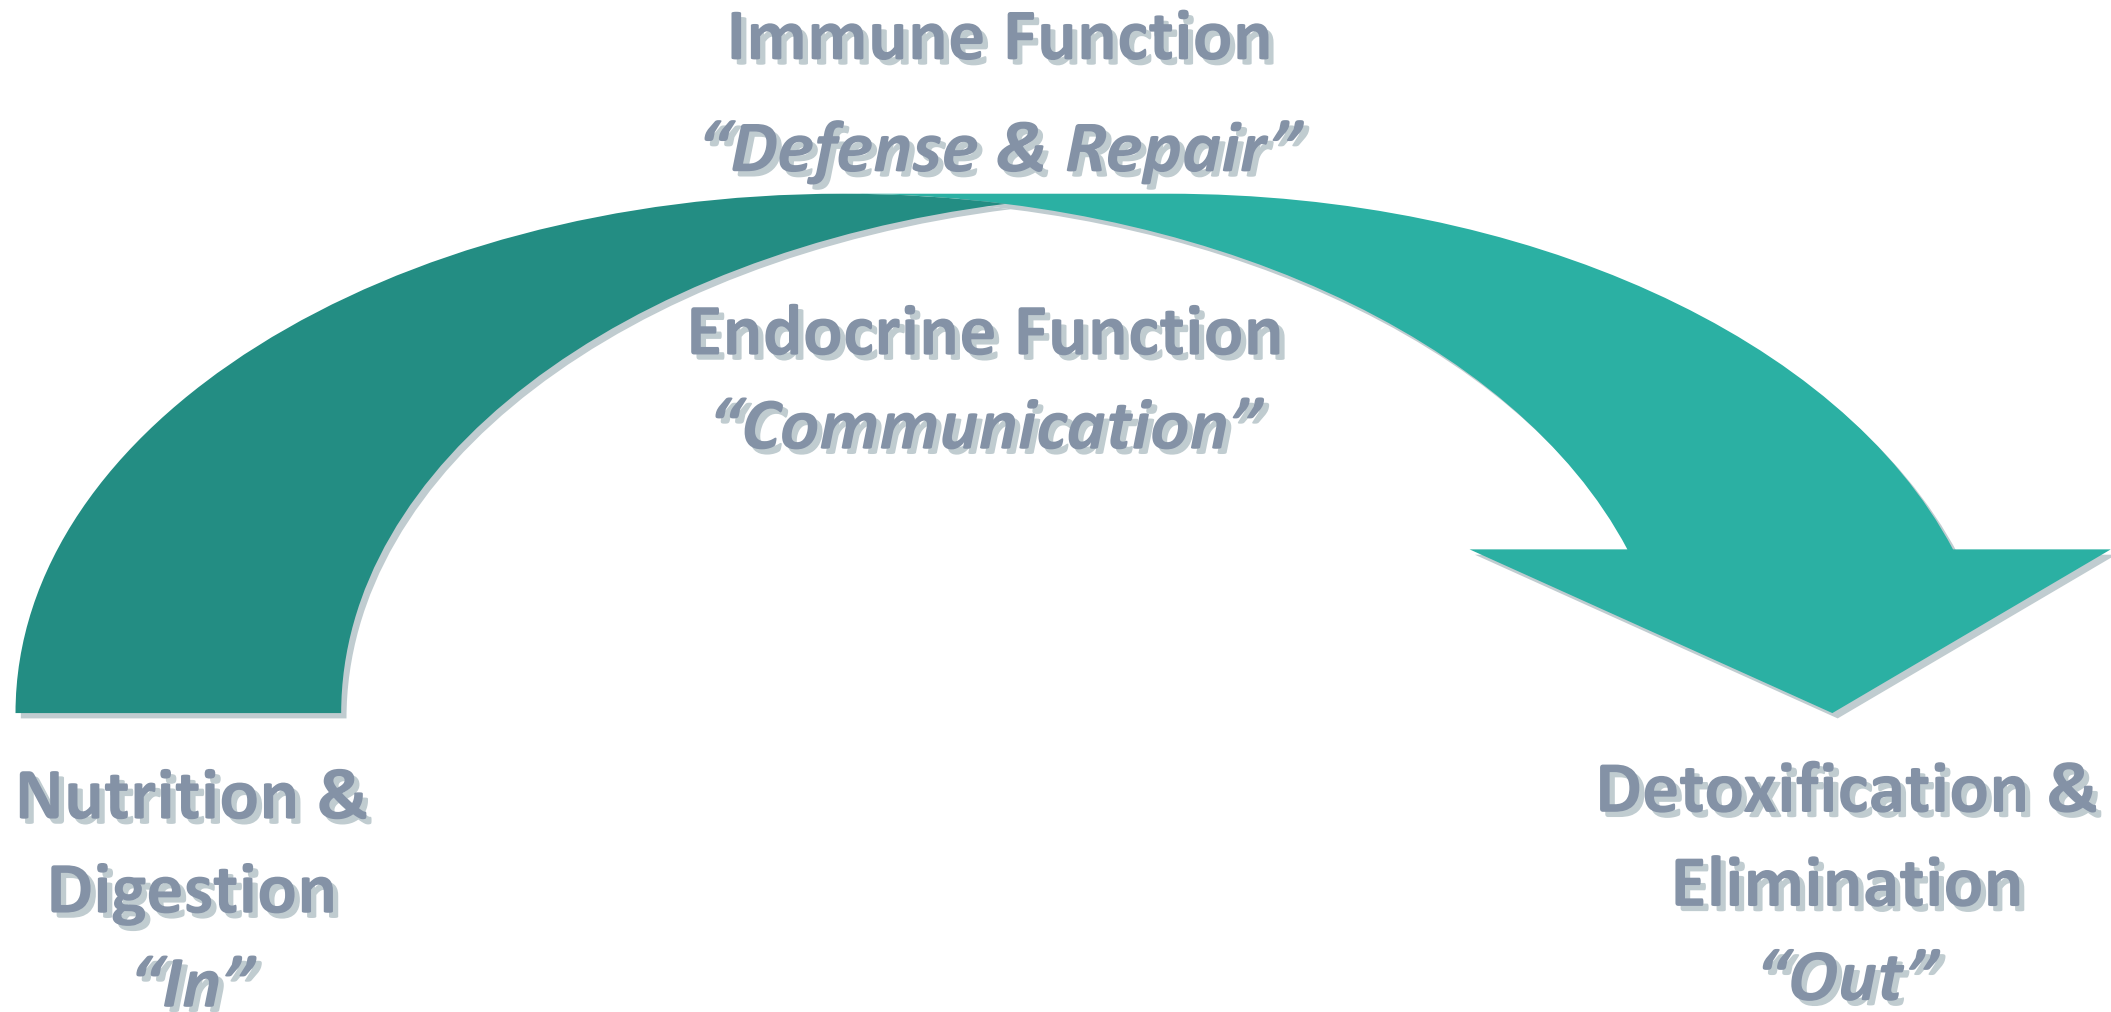 Immune Function
“Defense & Repair”
Endocrine Function
“Communication”
Nutrition &
Digestion
“In”
Detoxification &
Elimination
“Out”